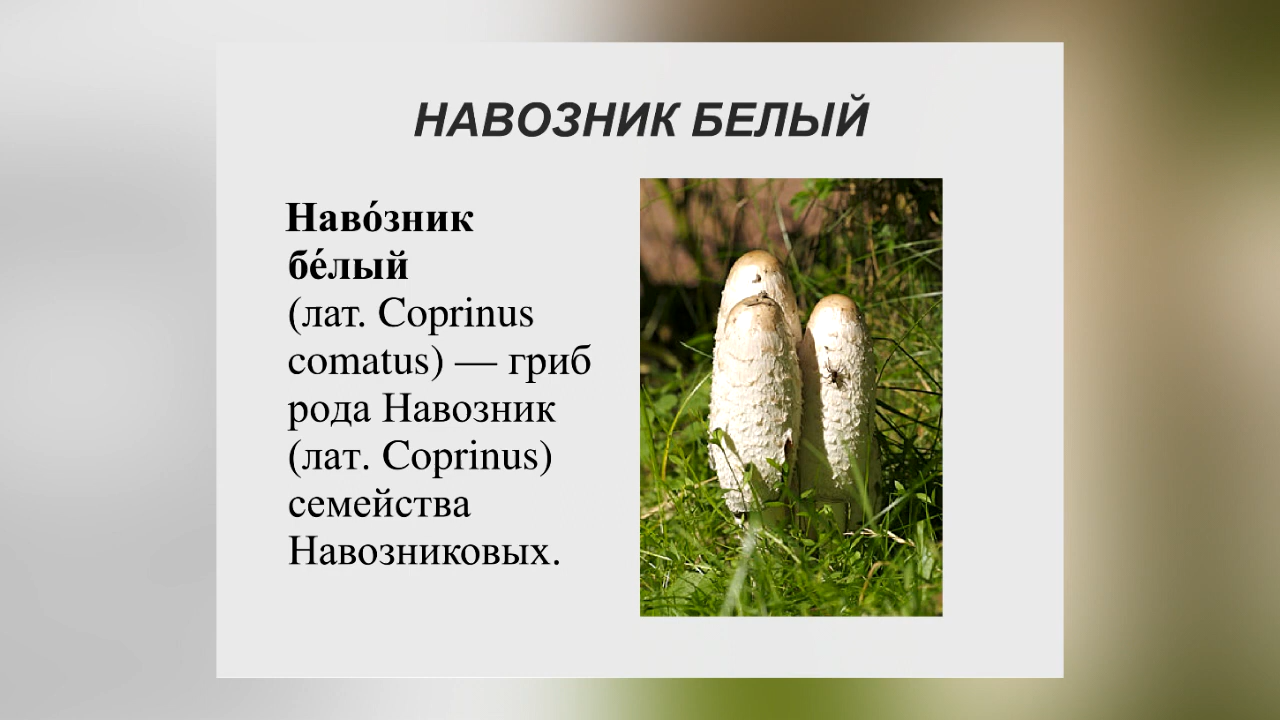 НАВОЗНИК БЕЛЫЙ
Наво́зник
бе́лый
(лат. Coprinus
comatus) — гриб
рода Навозник
(лат. Coprinus)
семейства
Навозниковых.